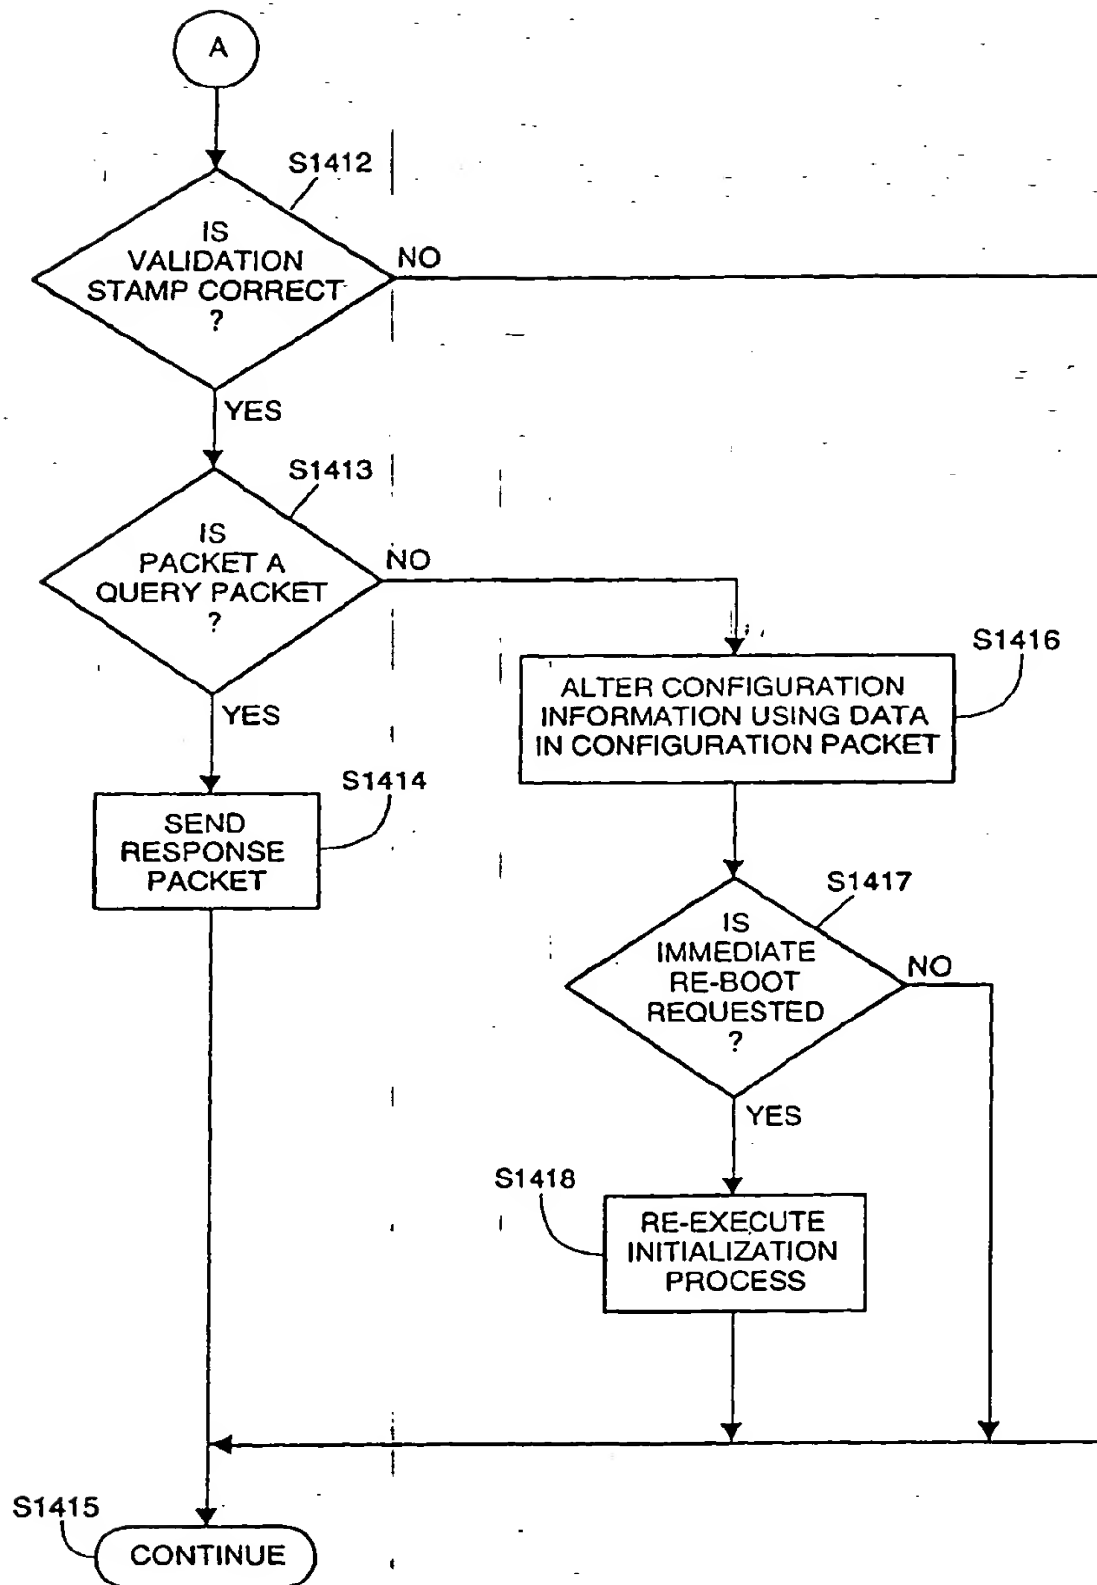 A
S1412
IS
VALIDATION
STAMP CORRECT
?
NO
YES
S1413
IS
PACKET A
QUERY PACKET
?
NO
YES
S1416
ALTER CONFIGURATION
INFORMATION USING DATA
IN CONFIGURATION PACKET
S1414
SEND
RESPONSE
PACKET
S1417
IS
IMMEDIATE
RE-BOOT
REQUESTED
?
NO
YES
S1418
RE-EXECUTE
INITIALIZATION
PROCESS
S1415
CONTINUE